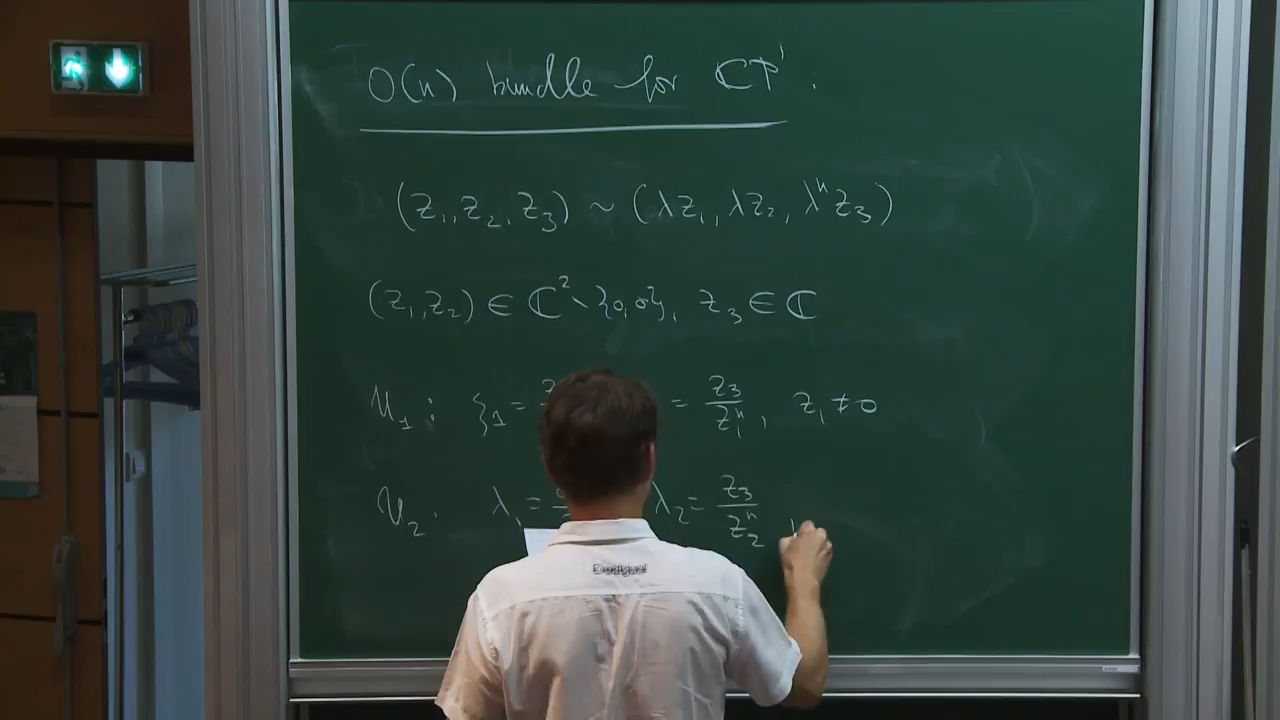 O(n) bundle for ℂP¹.
(z₁, z₂, z₃) ~ (λz₁, λz₂, λⁿz₃)
(z₁, z₂) ∈ ℂ² \ {0,0}, z₃ ∈ ℂ
U₁ : ξ₁ = = z₃/z₁ⁿ, z₁ ≠ 0
U₂. λ₁ = λ₂ = z₃/z₂ⁿ
Desigual